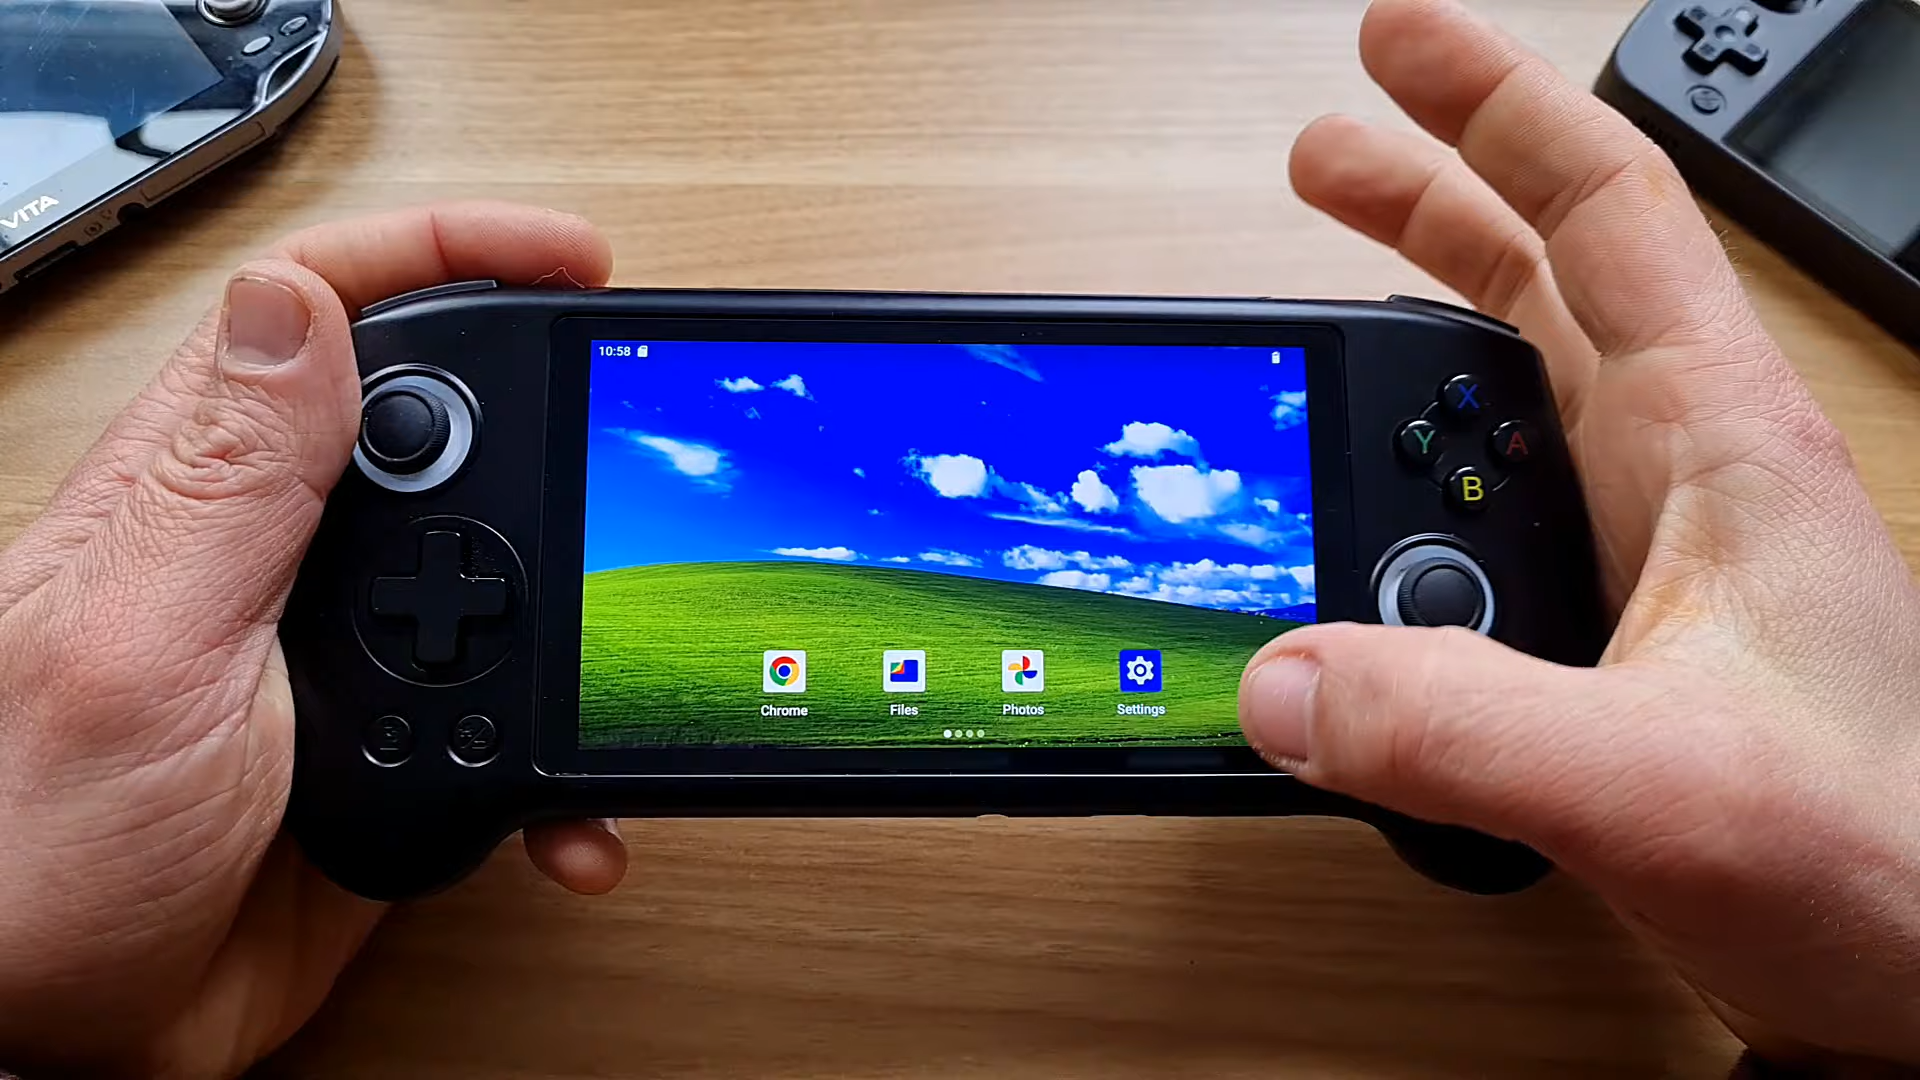 VITA
10:58
X
Y
A
B
Chrome
Files
Photos
Settings